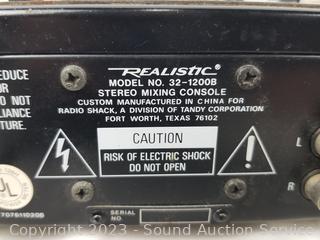 REALISTIC®
MODEL NO. 32-1200B
STEREO MIXING CONSOLE
CUSTOM MANUFACTURED IN CHINA FOR
RADIO SHACK, A DIVISION OF TANDY CORPORATION
FORT WORTH, TEXAS 76102
EDUCE
OR
O NOT
LIANCE
TURE.
CAUTION
RISK OF ELECTRIC SHOCK
DO NOT OPEN
L
R
UL
SERIAL
NO.
Copyright 2023 - Sound Auction Service